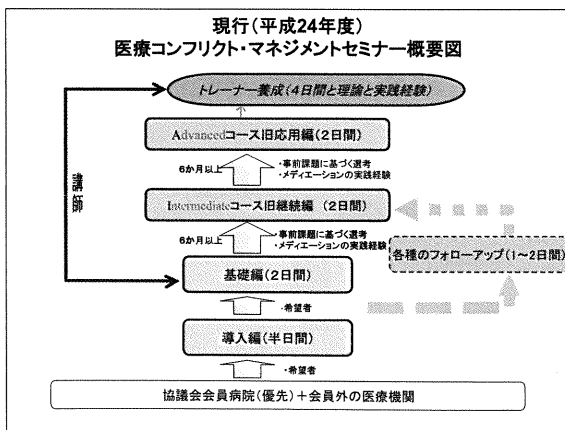 現行(平成24年度)
医療コンフリクト・マネジメントセミナー概要図
トレーナー養成(4日間と理論と実践経験)
Advancedコース旧応用編(2日間)
6か月以上
・事前課題に基づく選考
・メディエーションの実践経験
Intermediateコース旧継続編(2日間)
6か月以上
・事前課題に基づく選考
・メディエーションの実践経験
講師
各種のフォローアップ(1~2日間)
基礎編(2日間)
・希望者
導入編(半日間)
・希望者
協議会会員病院(優先)+会員外の医療機関